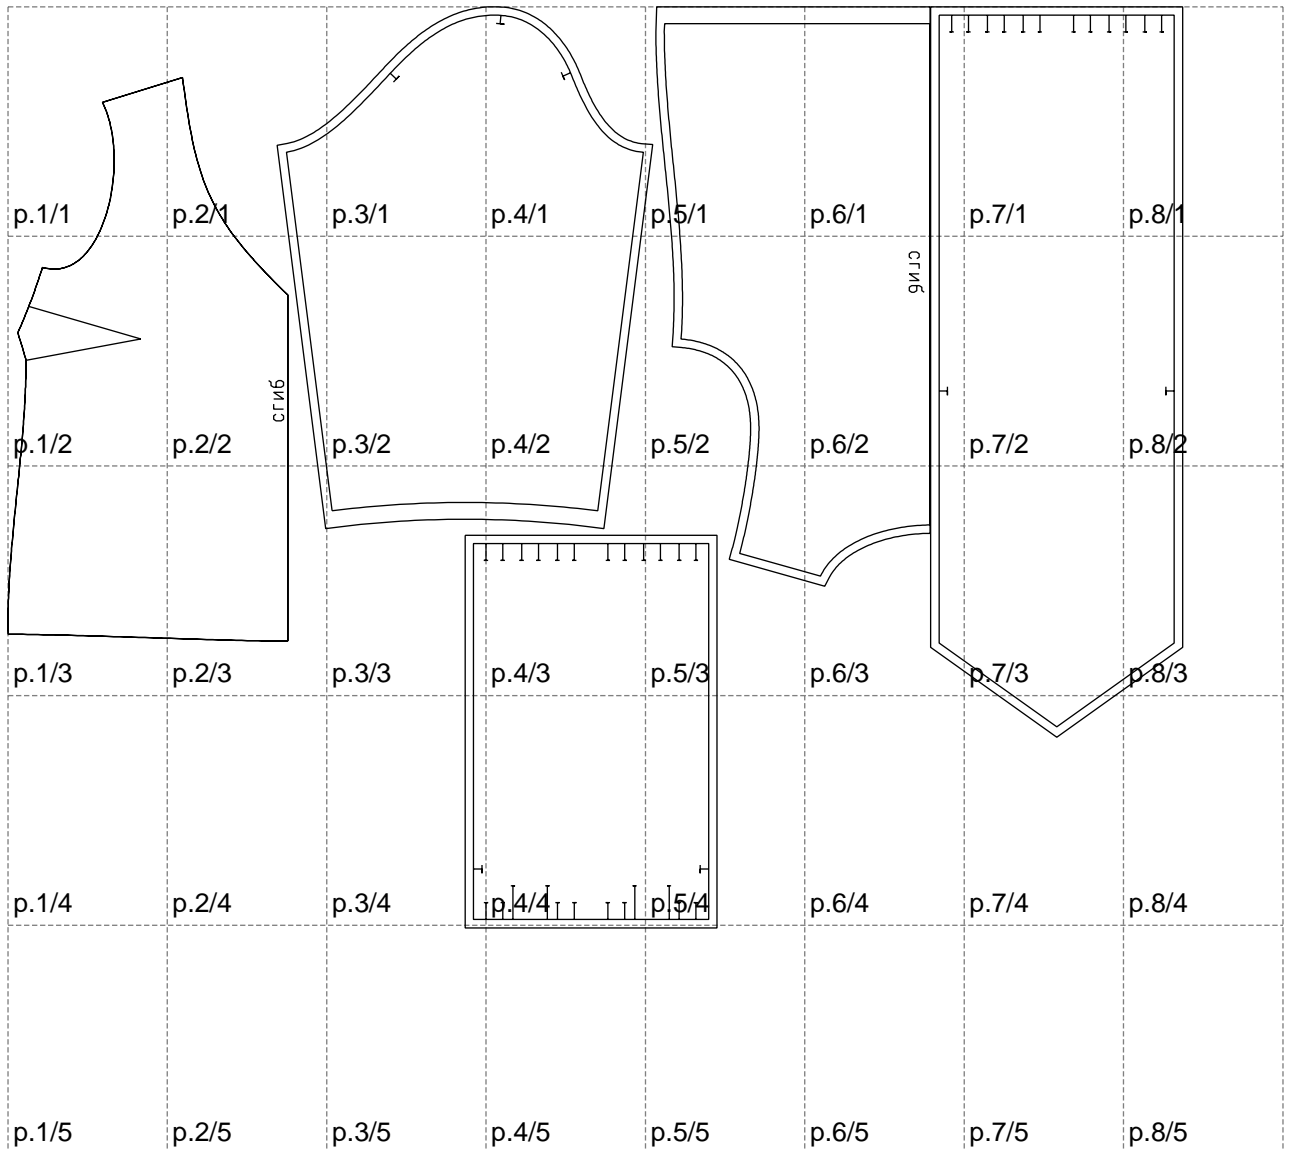 p.1/1 p.2/1 p.3/1 p.4/1 p.5/1 p.6/1 p.7/1 p.8/1
сгиб
сгиб
p.1/2 p.2/2 p.3/2 p.4/2 p.5/2 p.6/2 p.7/2 p.8/2
p.1/3 p.2/3 p.3/3 p.4/3 p.5/3 p.6/3 p.7/3 p.8/3
p.1/4 p.2/4 p.3/4 p.4/4 p.5/4 p.6/4 p.7/4 p.8/4
p.1/5 p.2/5 p.3/5 p.4/5 p.5/5 p.6/5 p.7/5 p.8/5